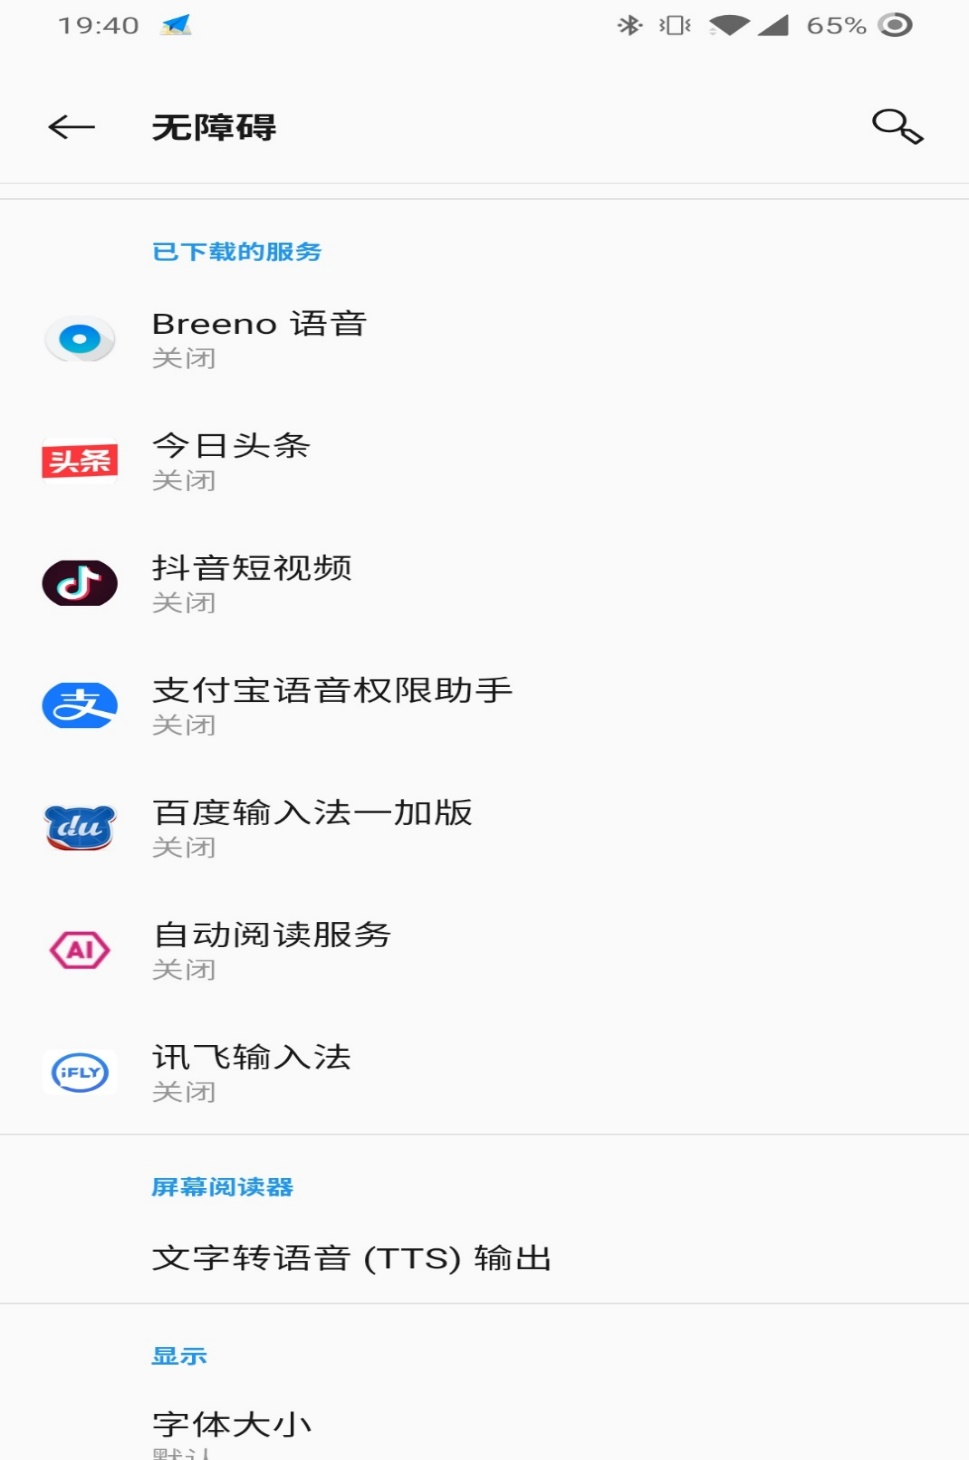 19:40
65%
无障碍
已下载的服务
Breeno 语音
关闭
头条
今日头条
关闭
抖音短视频
关闭
支
支付宝语音权限助手
关闭
du
百度输入法一加版
关闭
AI
自动阅读服务
关闭
iFLY
讯飞输入法
关闭
屏幕阅读器
文字转语音 (TTS) 输出
显示
字体大小
默认